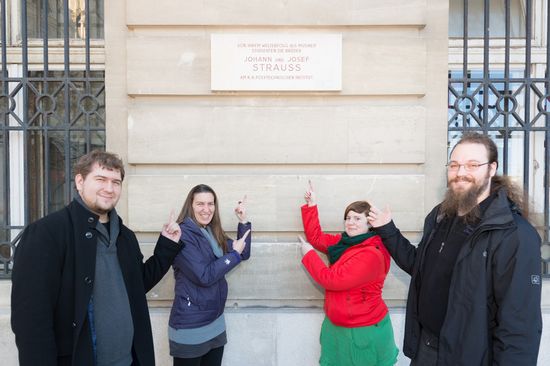 VOR IHREM WELTERFOLG ALS MUSIKER
STUDIERTEN DIE BRÜDER
JOHANN UND JOSEF
STRAUSS
AM K.K. POLYTECHNISCHEN INSTITUT